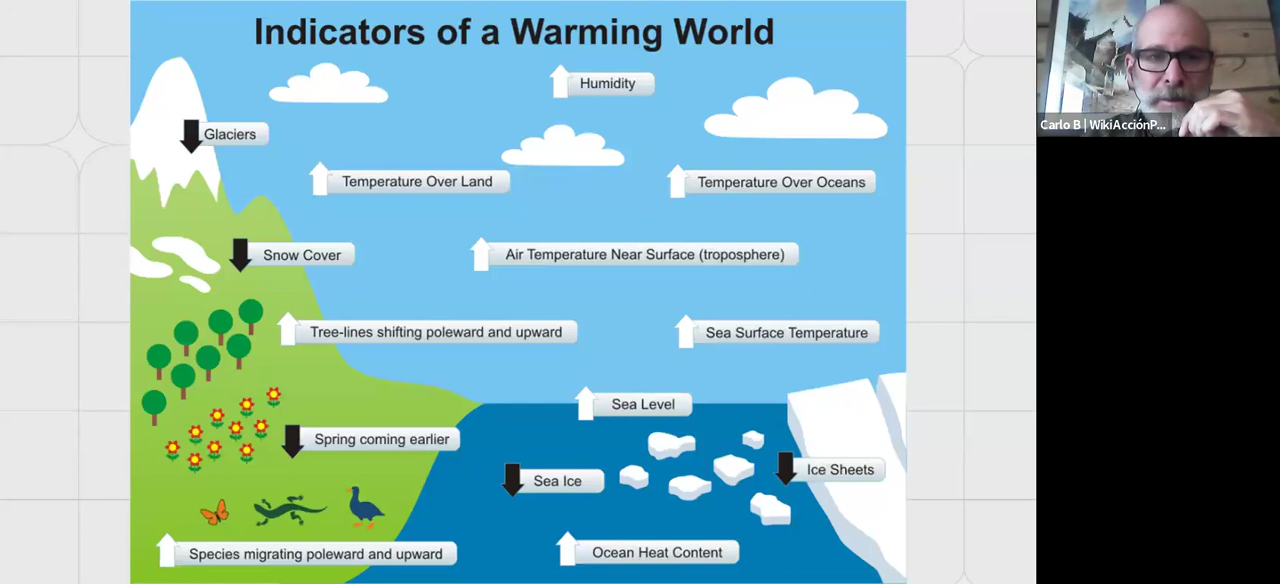 Indicators of a Warming World
Humidity
Glaciers
Temperature Over Land
Temperature Over Oceans
Snow Cover
Air Temperature Near Surface (troposphere)
Tree-lines shifting poleward and upward
Sea Surface Temperature
Sea Level
Spring coming earlier
Ice Sheets
Sea Ice
Species migrating poleward and upward
Ocean Heat Content
Carlo B | WikiAcciónP...